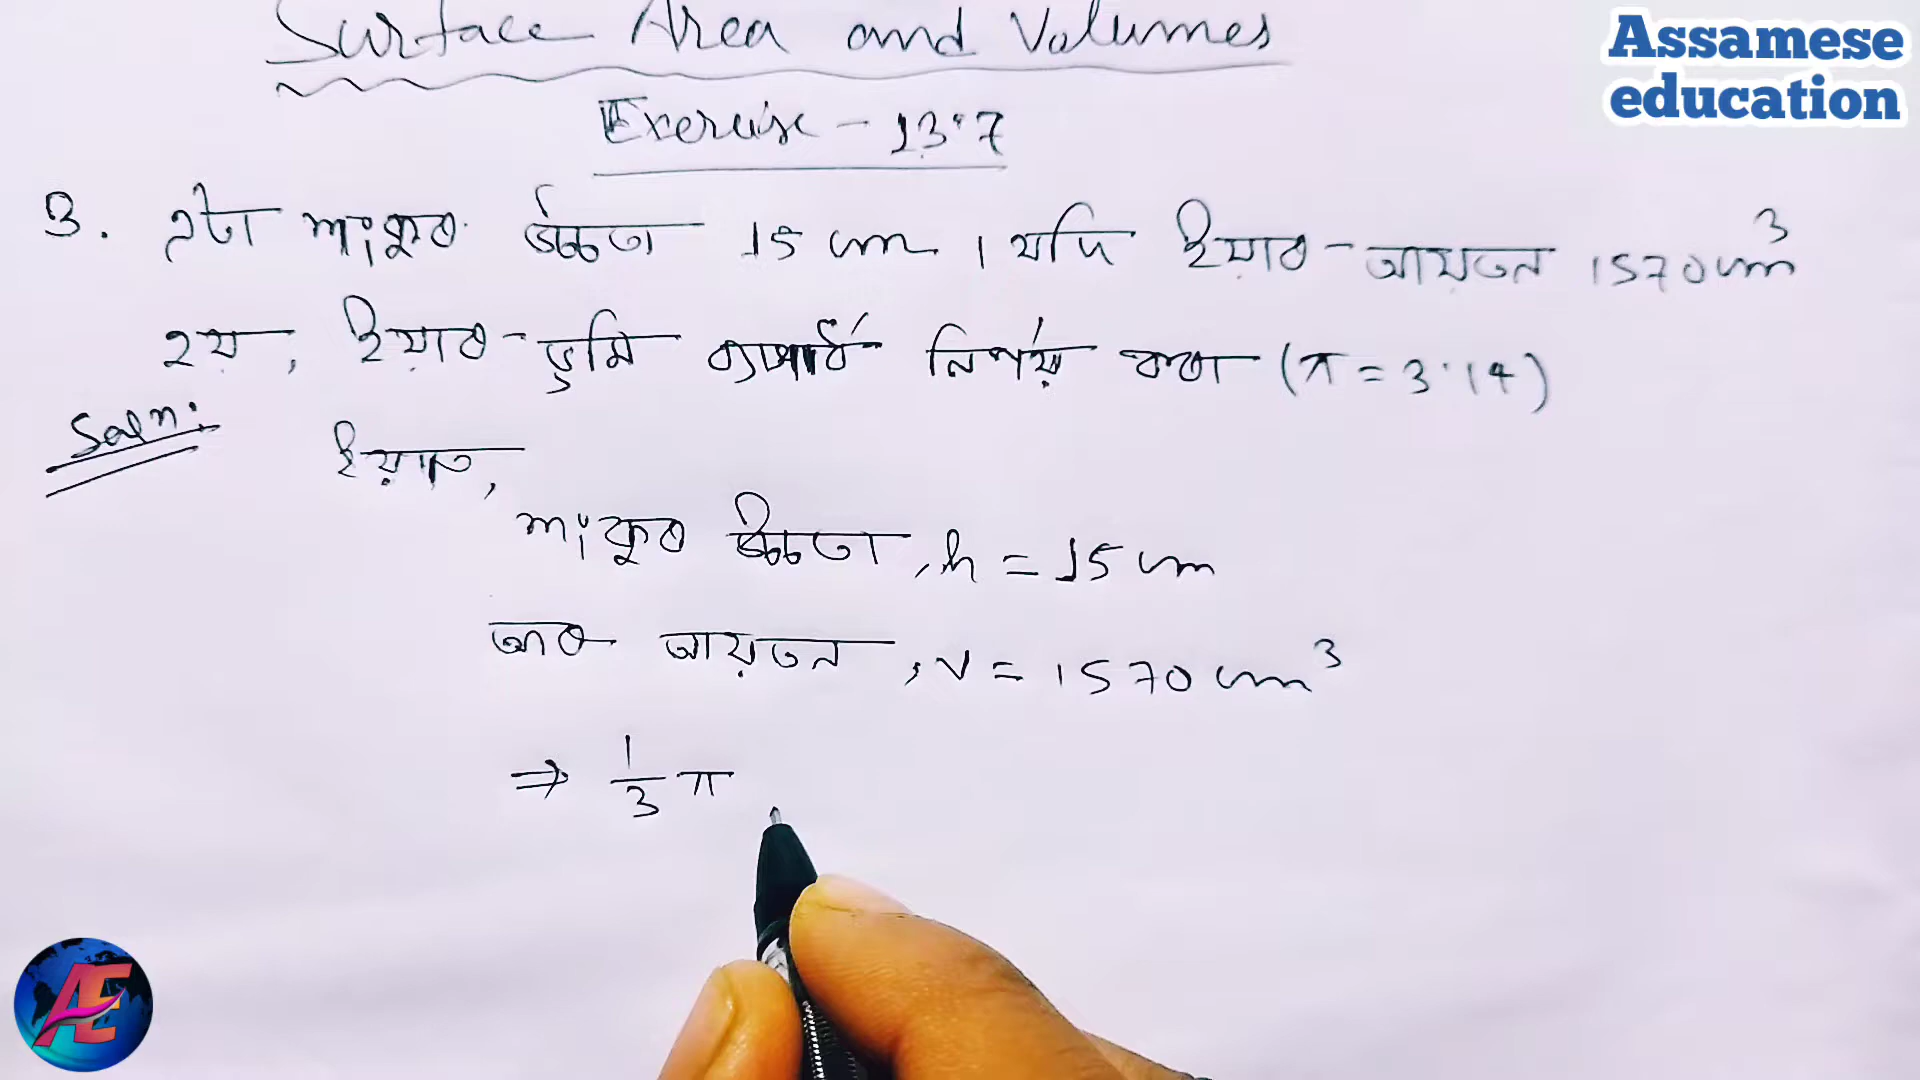 Surface Area and Volumes
Assamese education
Exercise - 13.7
3. এটা শংকুৰ উচ্চতা 15 cm । যদি ইয়াৰ আয়তন 1570 cm³
হয়, ইয়াৰ ভূমি ব্যাসাৰ্ধ নিৰ্ণয় কৰা (π = 3.14)
Solⁿ:
ইয়াত,
শংকুৰ উচ্চতা, h = 15 cm
আৰু আয়তন, V = 1570 cm³
⇒ 1/3 π
AE